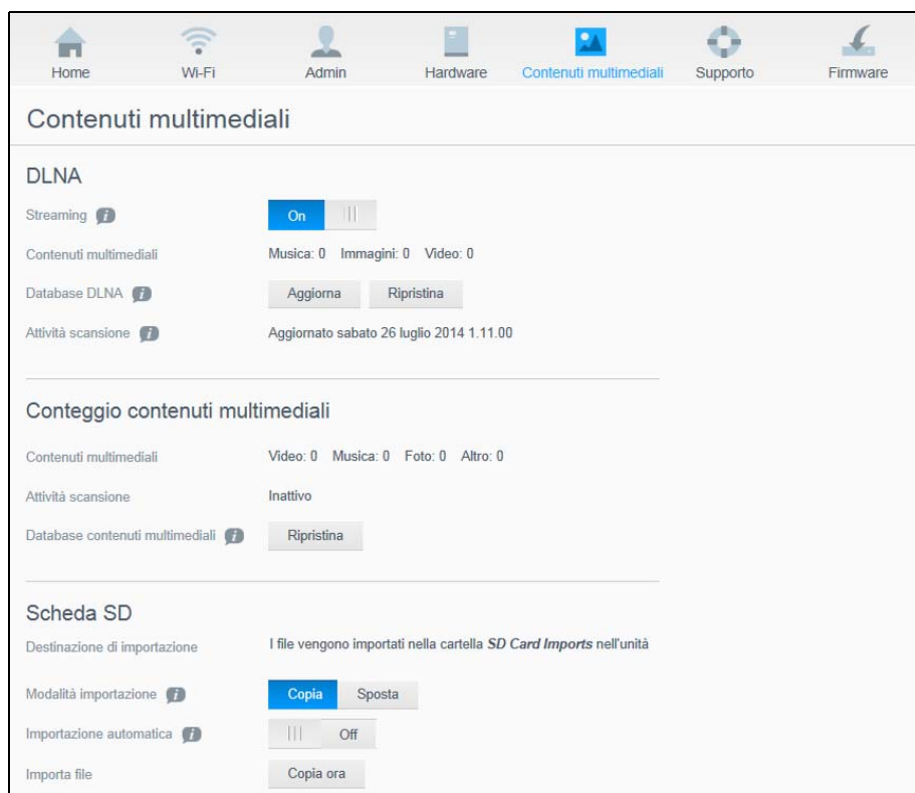 Home Wi-Fi Admin Hardware Contenuti multimediali Supporto Firmware
Contenuti multimediali
DLNA
Streaming i On
Contenuti multimediali Musica: 0 Immagini: 0 Video: 0
Database DLNA i Aggiorna Ripristina
Attività scansione i Aggiornato sabato 26 luglio 2014 1.11.00
Conteggio contenuti multimediali
Contenuti multimediali Video: 0 Musica: 0 Foto: 0 Altro: 0
Attività scansione Inattivo
Database contenuti multimediali i Ripristina
Scheda SD
Destinazione di importazione I file vengono importati nella cartella SD Card Imports nell'unità
Modalità importazione i Copia Sposta
Importazione automatica i Off
Importa file Copia ora